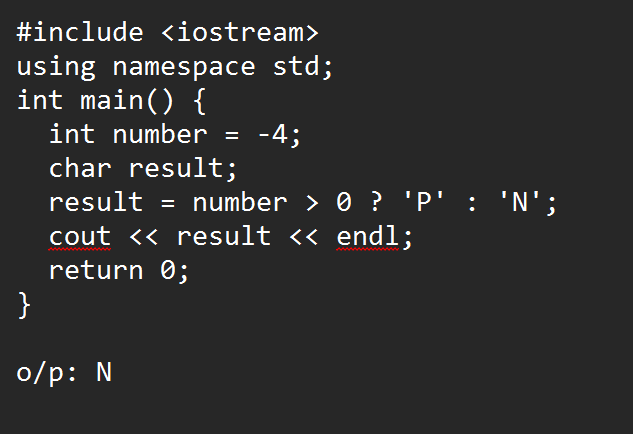 #include <iostream>
using namespace std;
int main() {
  int number = -4;
  char result;
  result = number > 0 ? 'P' : 'N';
  cout << result << endl;
  return 0;
}
o/p: N